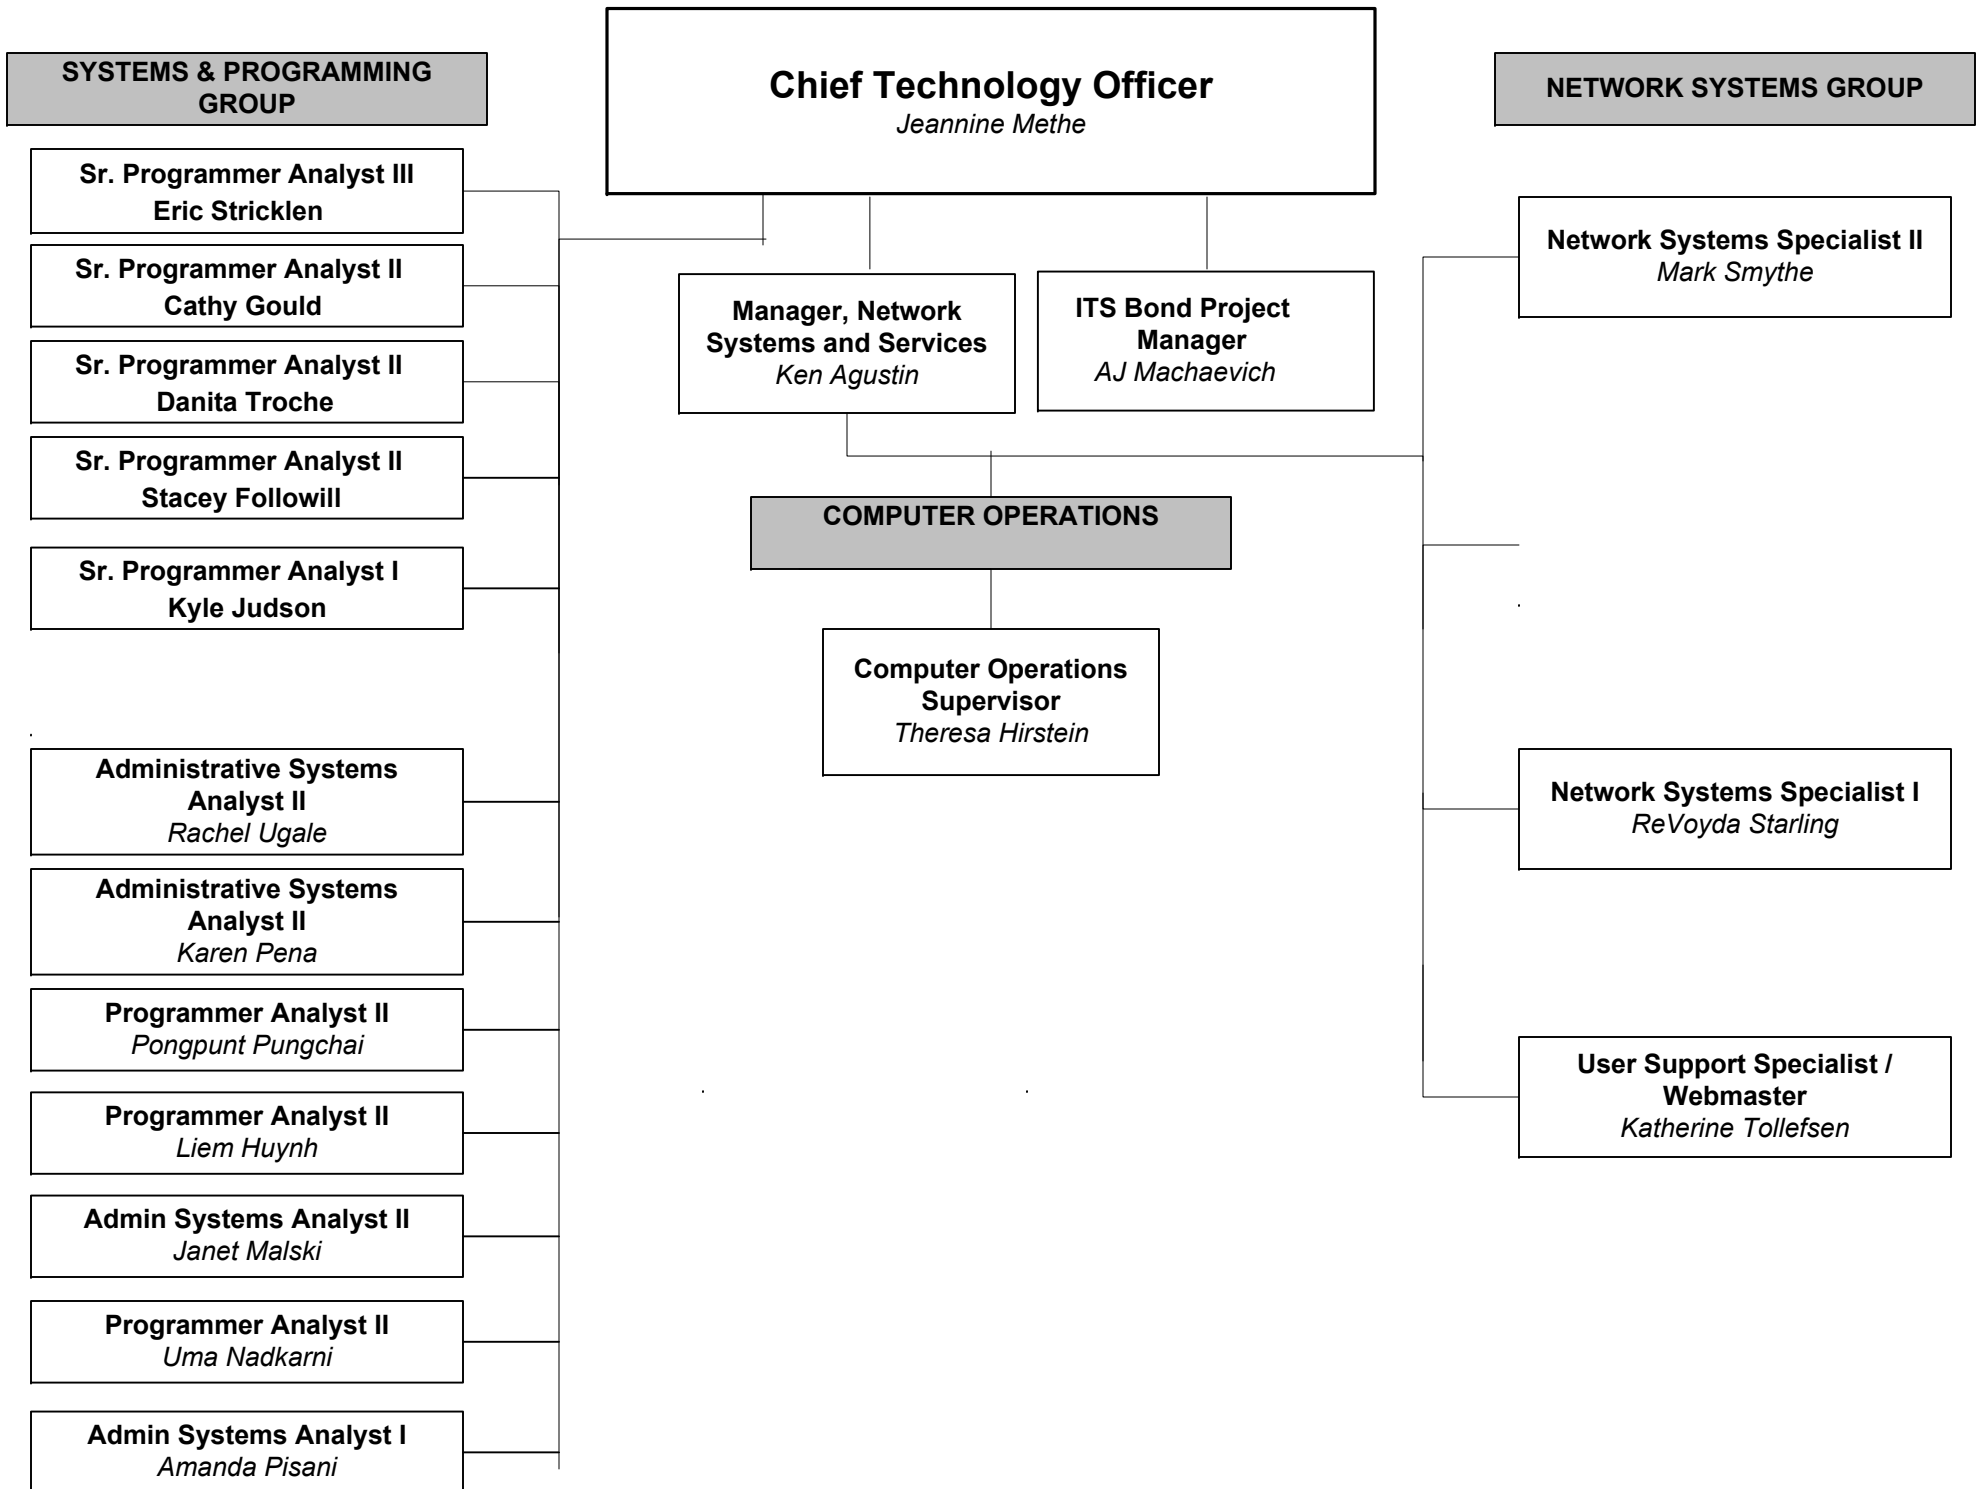 SYSTEMS & PROGRAMMING
GROUP
Sr. Programmer Analyst III
Eric Stricklen
Sr. Programmer Analyst II
Cathy Gould
Sr. Programmer Analyst II
Danita Troche
Sr. Programmer Analyst II
Stacey Followill
Sr. Programmer Analyst I
Kyle Judson
Administrative Systems
Analyst II
Rachel Ugale
Administrative Systems
Analyst II
Karen Pena
Programmer Analyst II
Pongpunt Pungchai
Programmer Analyst II
Liem Huynh
Admin Systems Analyst II
Janet Malski
Programmer Analyst II
Uma Nadkarni
Admin Systems Analyst I
Amanda Pisani
Chief Technology Officer
Jeannine Methe
Manager, Network
Systems and Services
Ken Agustin
ITS Bond Project
Manager
AJ Machaevich
COMPUTER OPERATIONS
Computer Operations
Supervisor
Theresa Hirstein
NETWORK SYSTEMS GROUP
Network Systems Specialist II
Mark Smythe
Network Systems Specialist I
ReVoyda Starling
User Support Specialist /
Webmaster
Katherine Tollefsen